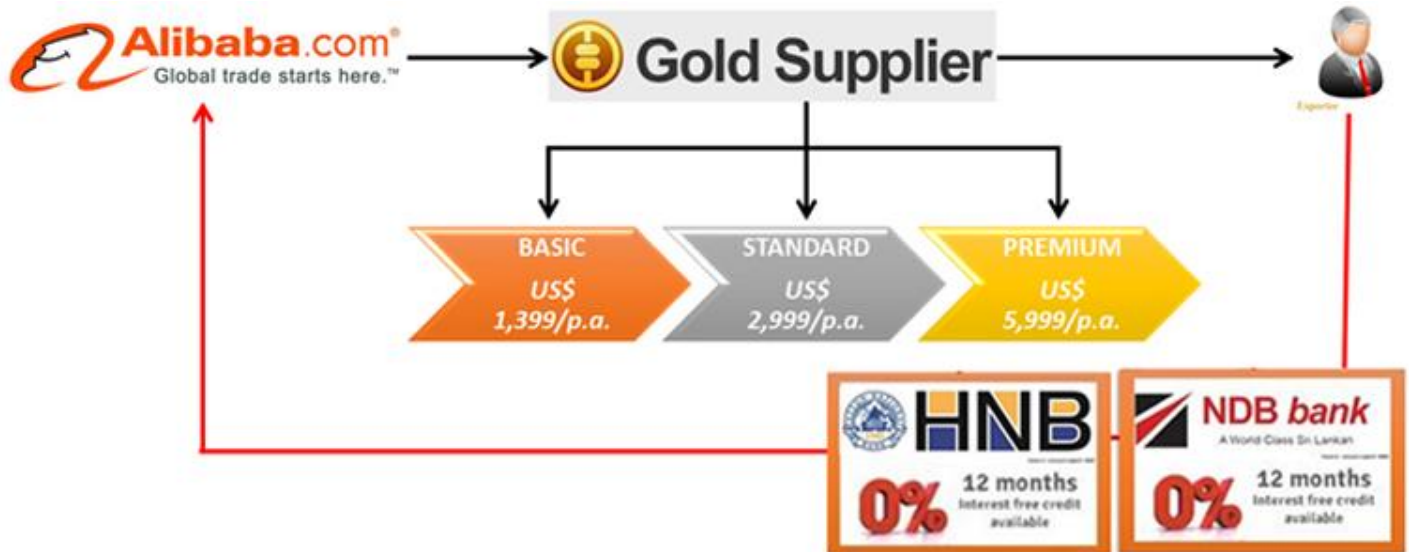 Alibaba.com®
Global trade starts here.™
Gold Supplier
Exporter
BASIC
US$
1,399/p.a.
STANDARD
US$
2,999/p.a.
PREMIUM
US$
5,999/p.a.
HNB
0%
12 months
Interest free credit
available
NDB bank
A World Class Sri Lankan
0%
12 months
Interest free credit
available